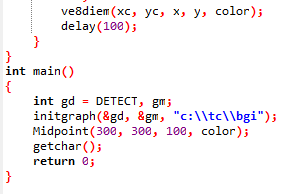 ve8diem(xc, yc, x, y, color);
delay(100);
}
}
int main()
{
int gd = DETECT, gm;
initgraph(&gd, &gm, "c:\\tc\\bgi");
Midpoint(300, 300, 100, color);
getchar();
return 0;
}